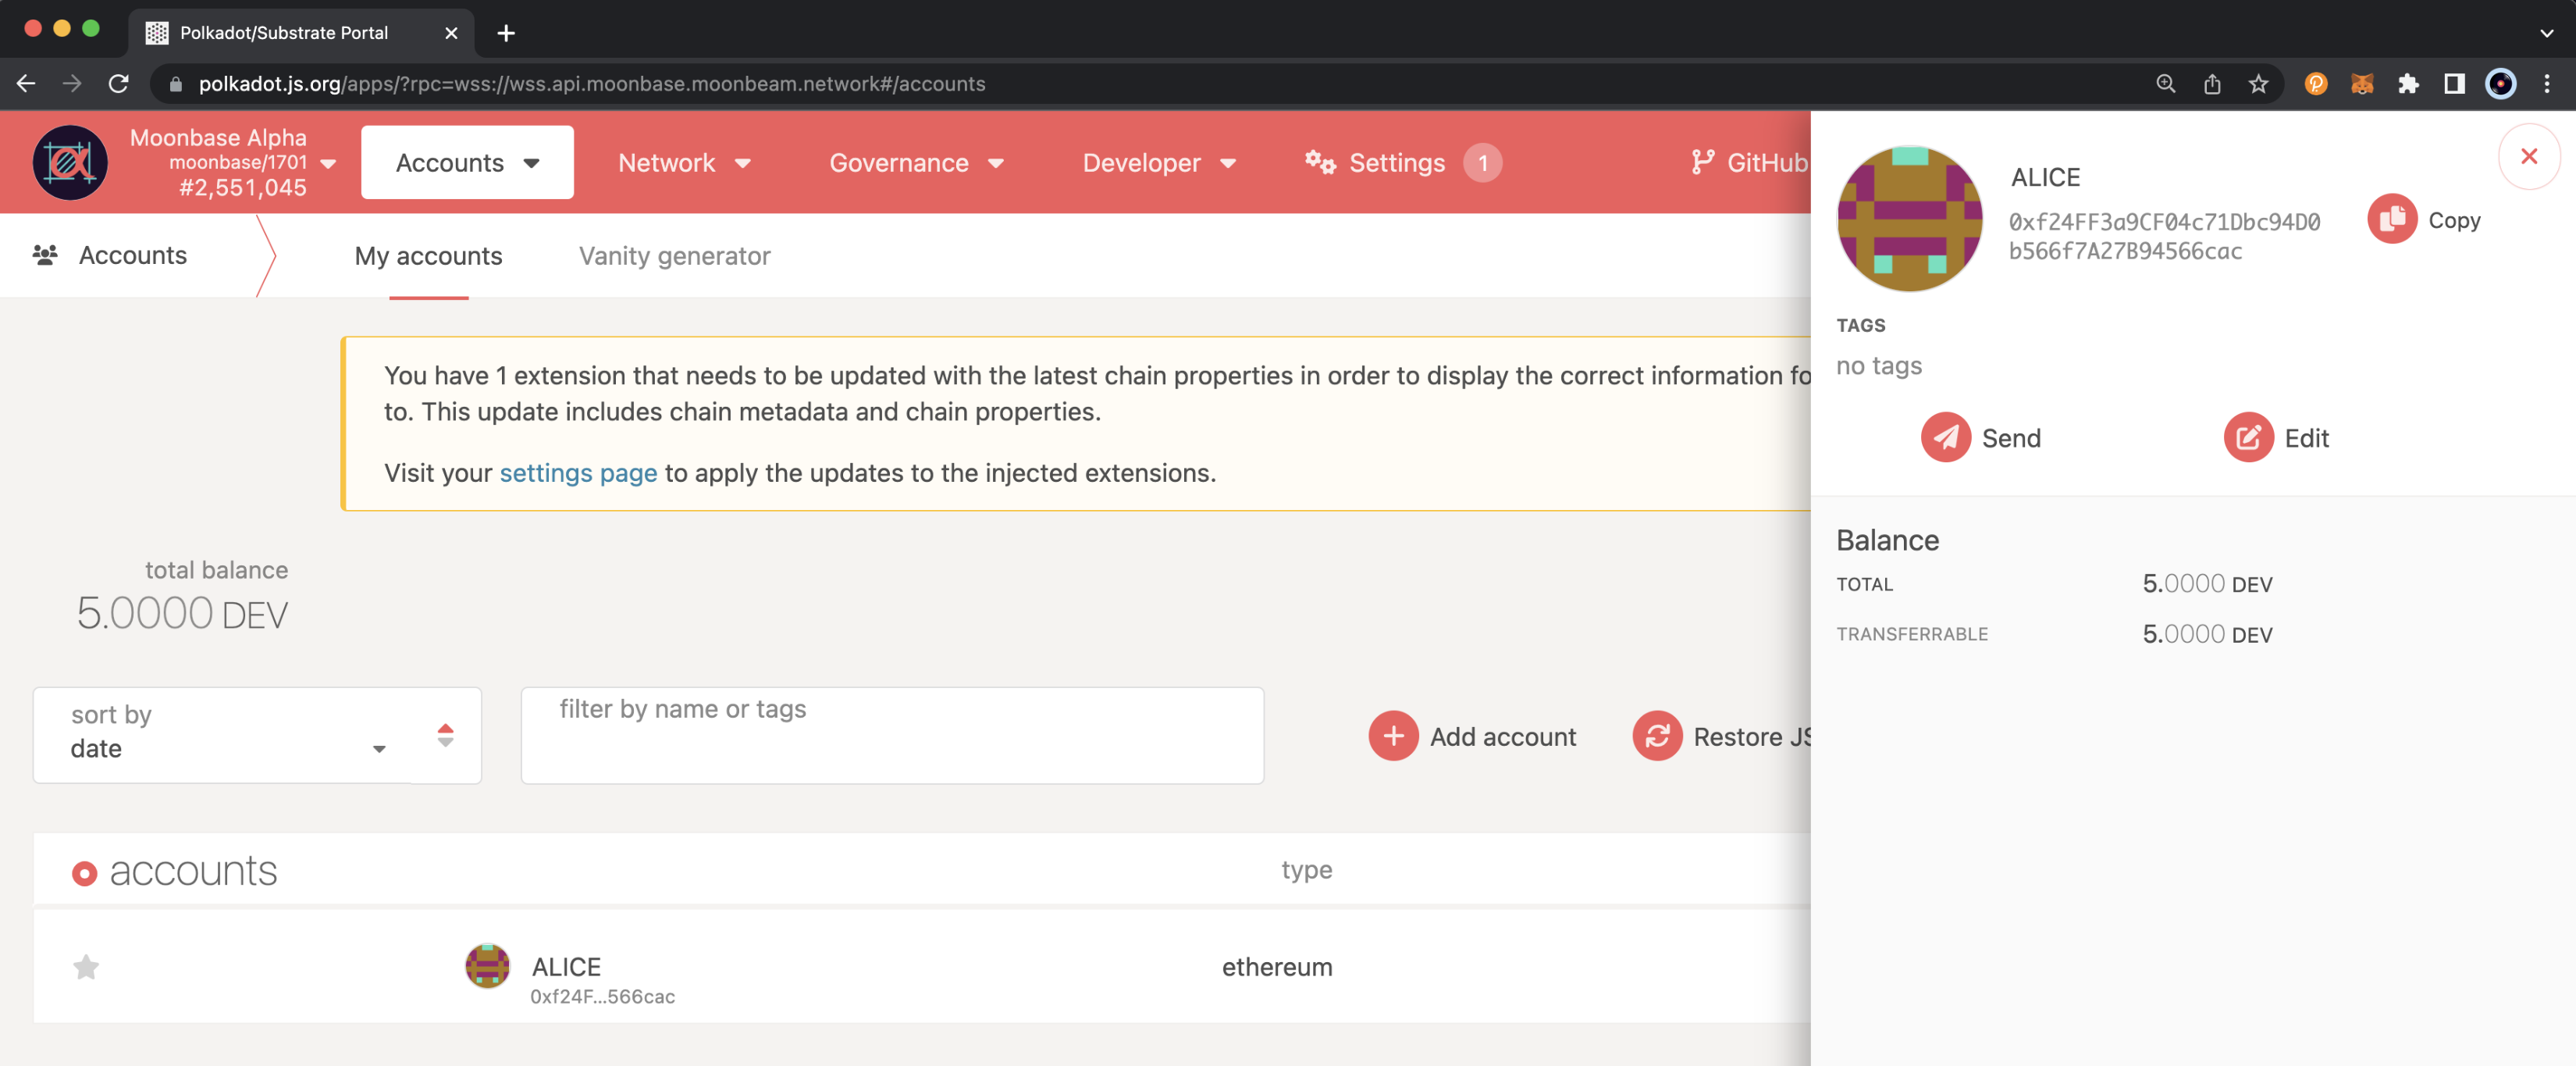 Polkadot/Substrate Portal
polkadot.js.org/apps/?rpc=wss://wss.api.moonbase.moonbeam.network#/accounts
Moonbase Alpha
moonbase/1701
#2,551,045
Accounts
Network
Governance
Developer
Settings
1
GitHub
Accounts
My accounts
Vanity generator
You have 1 extension that needs to be updated with the latest chain properties in order to display the correct information fo
to. This update includes chain metadata and chain properties.
Visit your settings page to apply the updates to the injected extensions.
total balance
5.0000 DEV
sort by
date
filter by name or tags
Add account
Restore JS
accounts
type
ALICE
0xf24F...566cac
ethereum
ALICE
0xf24FF3a9CF04c71Dbc94D0
b566f7A27B94566cac
Copy
TAGS
no tags
Send
Edit
Balance
TOTAL
5.0000 DEV
TRANSFERRABLE
5.0000 DEV